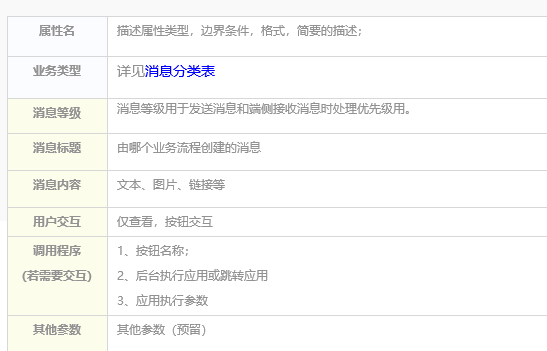 属性名
描述属性类型，边界条件，格式，简要的描述；
业务类型
详见消息分类表
消息等级
消息等级用于发送消息和端侧接收消息时处理优先级用。
消息标题
由哪个业务流程创建的消息
消息内容
文本、图片、链接等
用户交互
仅查看，按钮交互
调用程序
(若需要交互)
1、按钮名称；
2、后台执行应用或跳转应用
3、应用执行参数
其他参数
其他参数（预留）